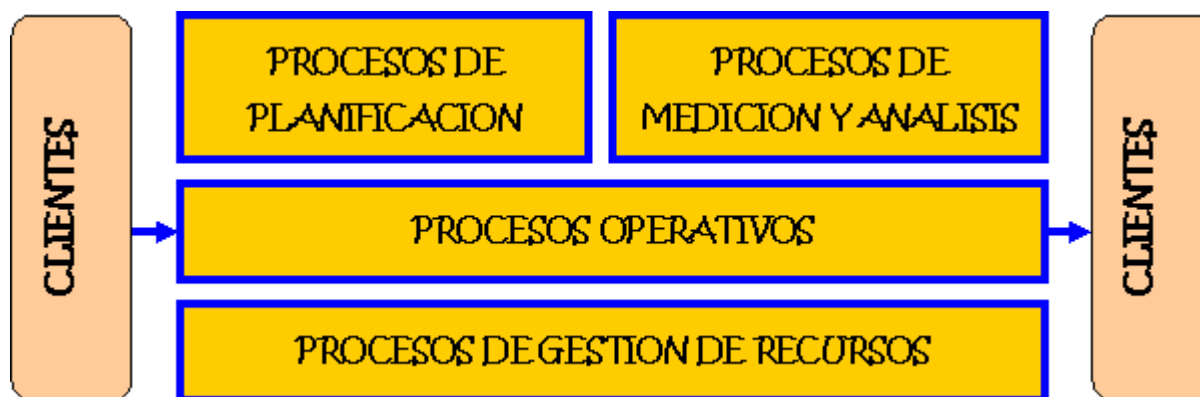 CLIENTES
PROCESOS DE
PLANIFICACION
PROCESOS DE
MEDICION Y ANALISIS
PROCESOS OPERATIVOS
PROCESOS DE GESTION DE RECURSOS
CLIENTES